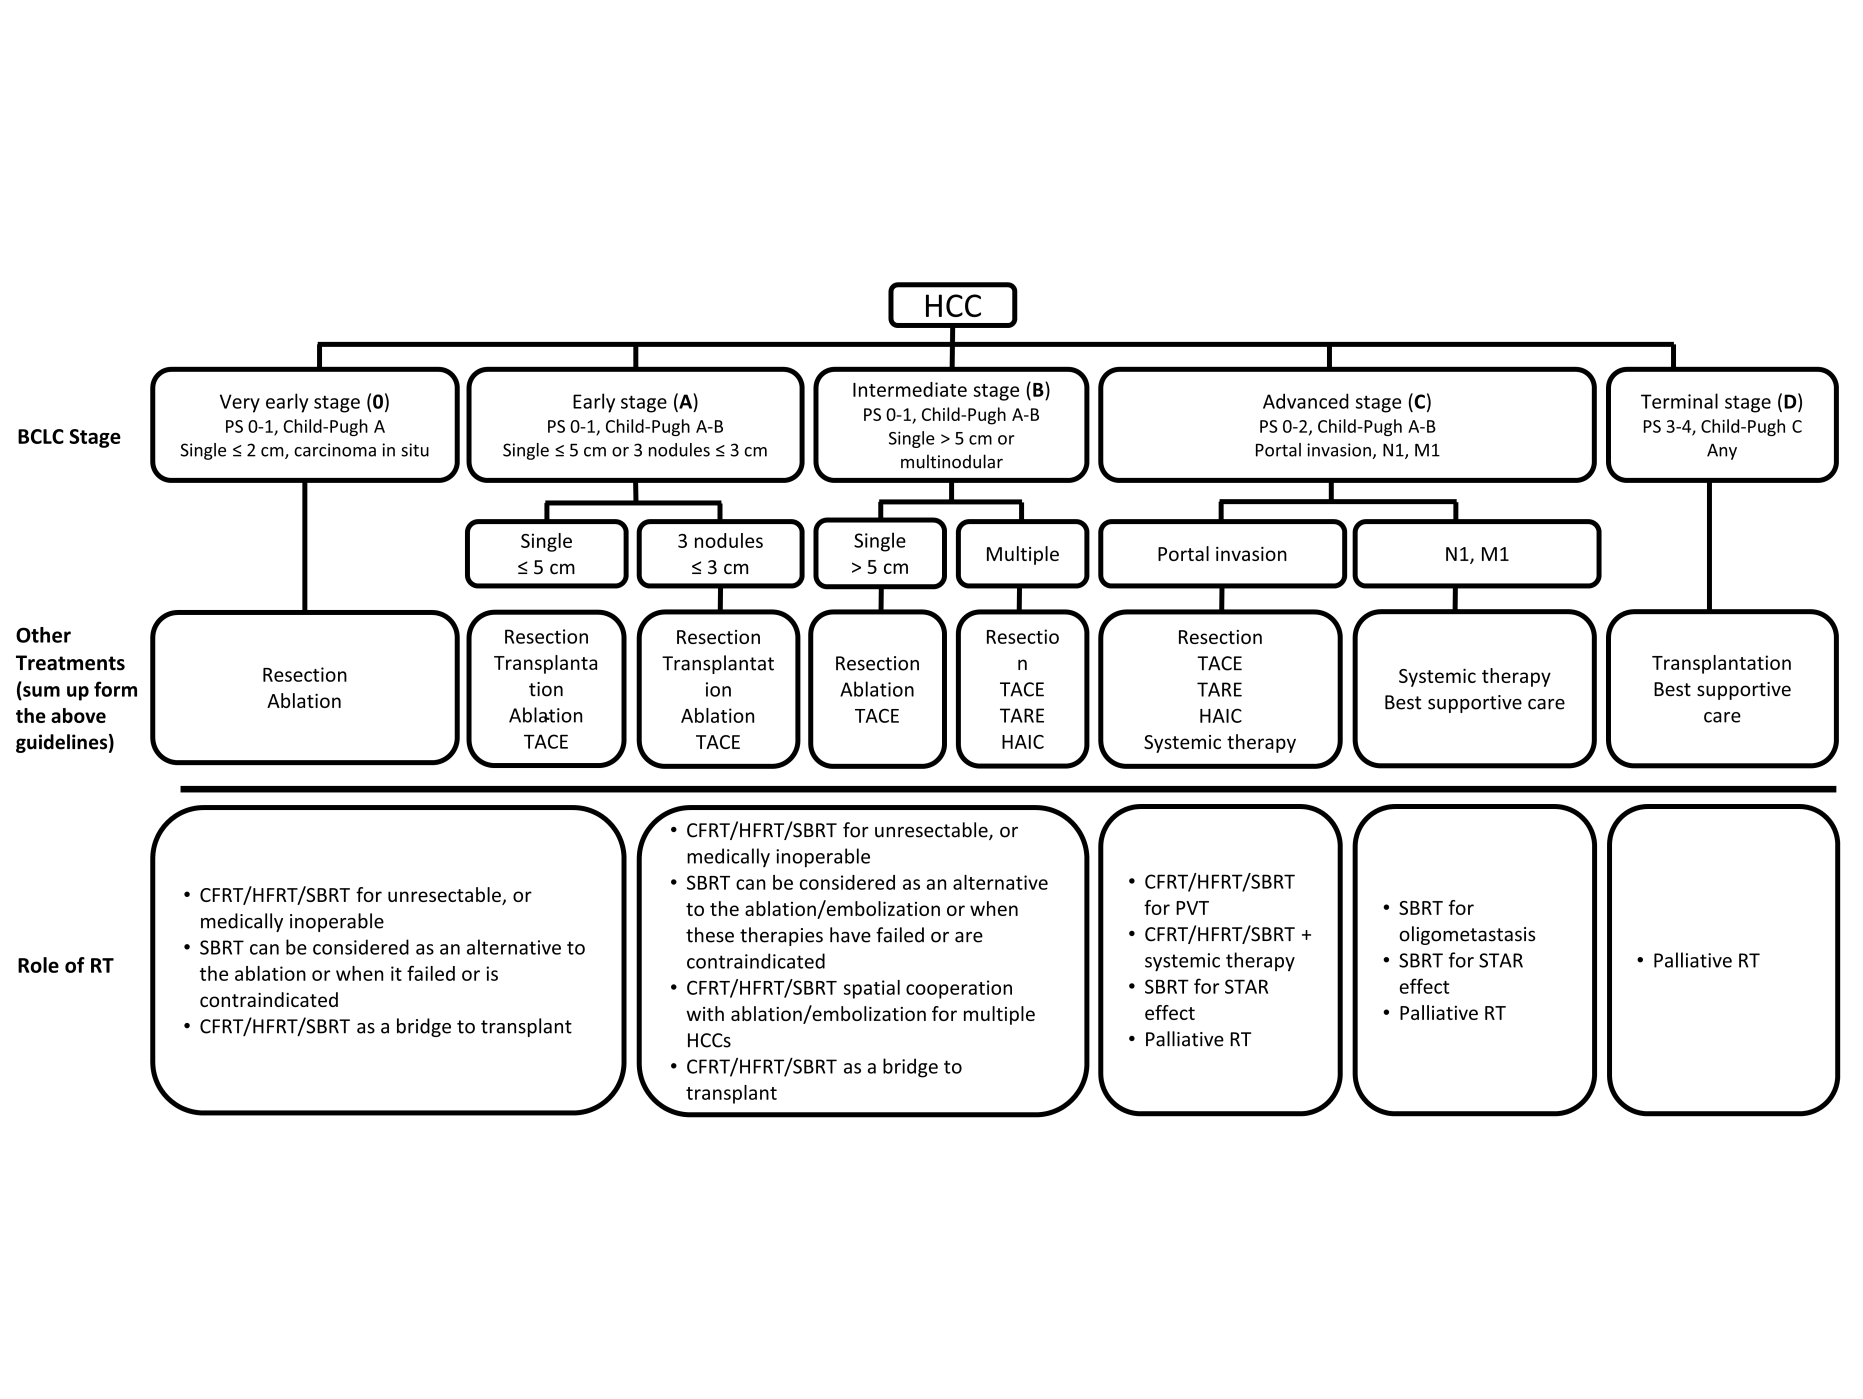 HCC
BCLC Stage
Very early stage (0)
PS 0-1, Child-Pugh A
Single ≤ 2 cm, carcinoma in situ
Early stage (A)
PS 0-1, Child-Pugh A-B
Single ≤ 5 cm or 3 nodules ≤ 3 cm
Intermediate stage (B)
PS 0-1, Child-Pugh A-B
Single > 5 cm or
multinodular
Advanced stage (C)
PS 0-2, Child-Pugh A-B
Portal invasion, N1, M1
Terminal stage (D)
PS 3-4, Child-Pugh C
Any
Single
≤ 5 cm
3 nodules
≤ 3 cm
Single
> 5 cm
Multiple
Portal invasion
N1, M1
Other
Treatments
(sum up form
the above
guidelines)
Resection
Ablation
Resection
Transplanta
tion
Ablation
TACE
Resection
Transplantat
ion
Ablation
TACE
Resection
Ablation
TACE
Resectio
n
TACE
TARE
HAIC
Resection
TACE
TARE
HAIC
Systemic therapy
Systemic therapy
Best supportive care
Transplantation
Best supportive
care
Role of RT
• CFRT/HFRT/SBRT for unresectable, or
medically inoperable
• SBRT can be considered as an alternative to
the ablation or when it failed or is
contraindicated
• CFRT/HFRT/SBRT as a bridge to transplant
• CFRT/HFRT/SBRT for unresectable, or
medically inoperable
• SBRT can be considered as an alternative
to the ablation/embolization or when
these therapies have failed or are
contraindicated
• CFRT/HFRT/SBRT spatial cooperation
with ablation/embolization for multiple
HCCs
• CFRT/HFRT/SBRT as a bridge to
transplant
• CFRT/HFRT/SBRT
for PVT
• CFRT/HFRT/SBRT +
systemic therapy
• SBRT for STAR
effect
• Palliative RT
• SBRT for
oligometastasis
• SBRT for STAR
effect
• Palliative RT
• Palliative RT